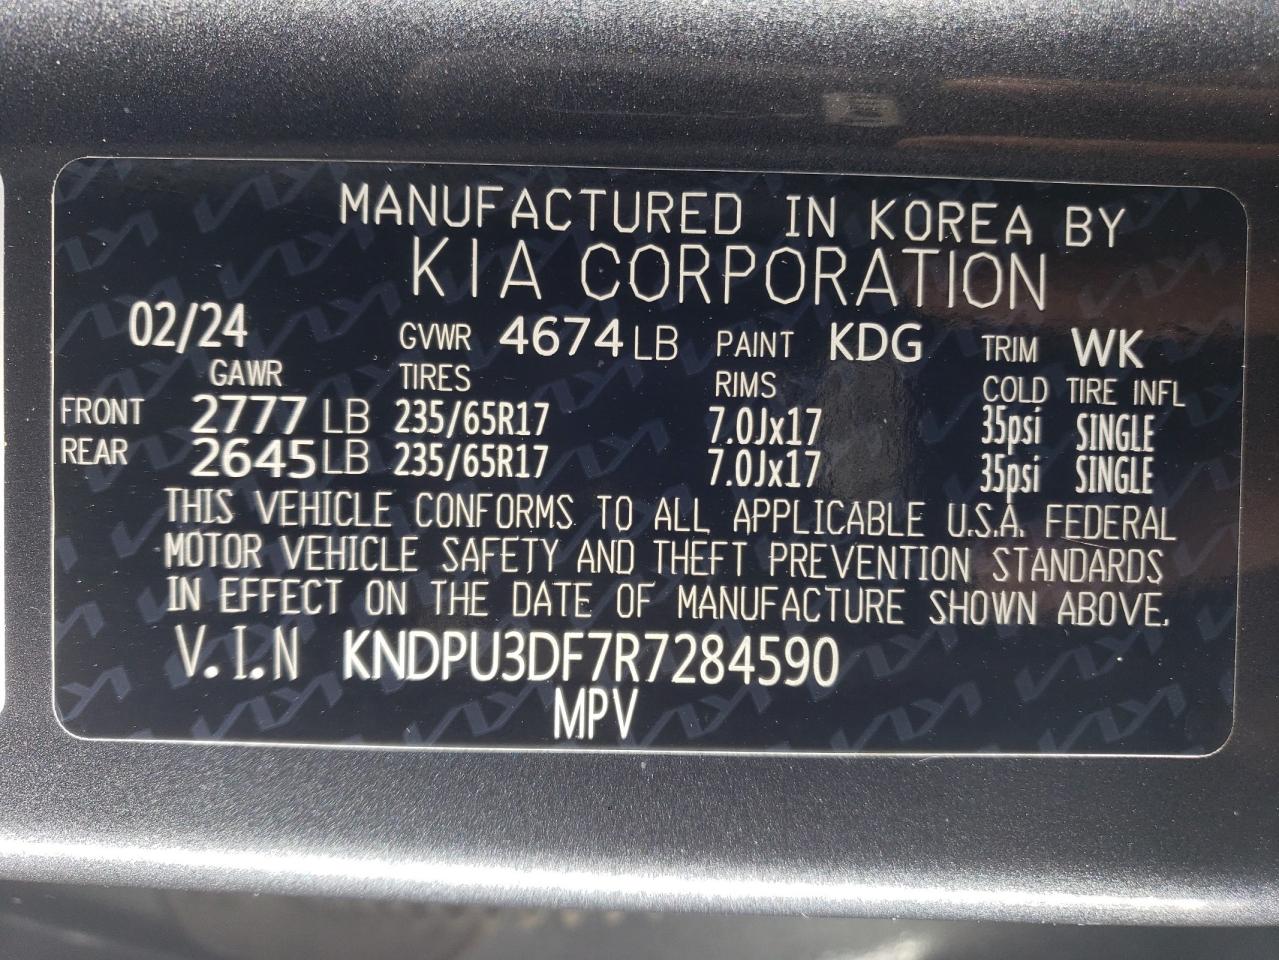 MANUFACTURED IN KOREA BY
KIA CORPORATION
02/24 GVWR 4674 LB PAINT KDG TRIM WK
GAWR TIRES RIMS COLD TIRE INFL
FRONT 2777 LB 235/65R17 7.0Jx17 35psi SINGLE
REAR 2645 LB 235/65R17 7.0Jx17 35psi SINGLE
THIS VEHICLE CONFORMS TO ALL APPLICABLE U.S.A. FEDERAL
MOTOR VEHICLE SAFETY AND THEFT PREVENTION STANDARDS
IN EFFECT ON THE DATE OF MANUFACTURE SHOWN ABOVE.
V.I.N KNDPU3DF7R7284590
MPV